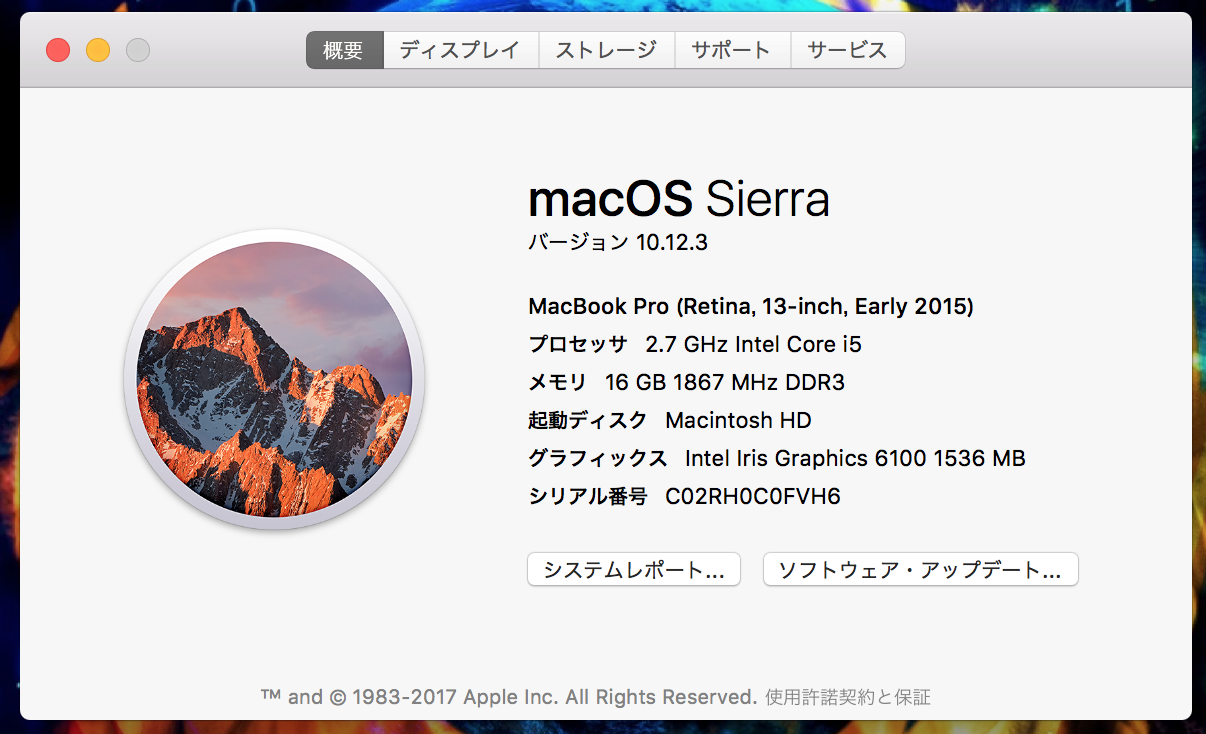 概要 ディスプレイ ストレージ サポート サービス
macOS Sierra
バージョン 10.12.3
MacBook Pro (Retina, 13-inch, Early 2015)
プロセッサ 2.7 GHz Intel Core i5
メモリ 16 GB 1867 MHz DDR3
起動ディスク Macintosh HD
グラフィックス Intel Iris Graphics 6100 1536 MB
シリアル番号 C02RH0C0FVH6
システムレポート... ソフトウェア・アップデート...
™ and © 1983-2017 Apple Inc. All Rights Reserved. 使用許諾契約と保証